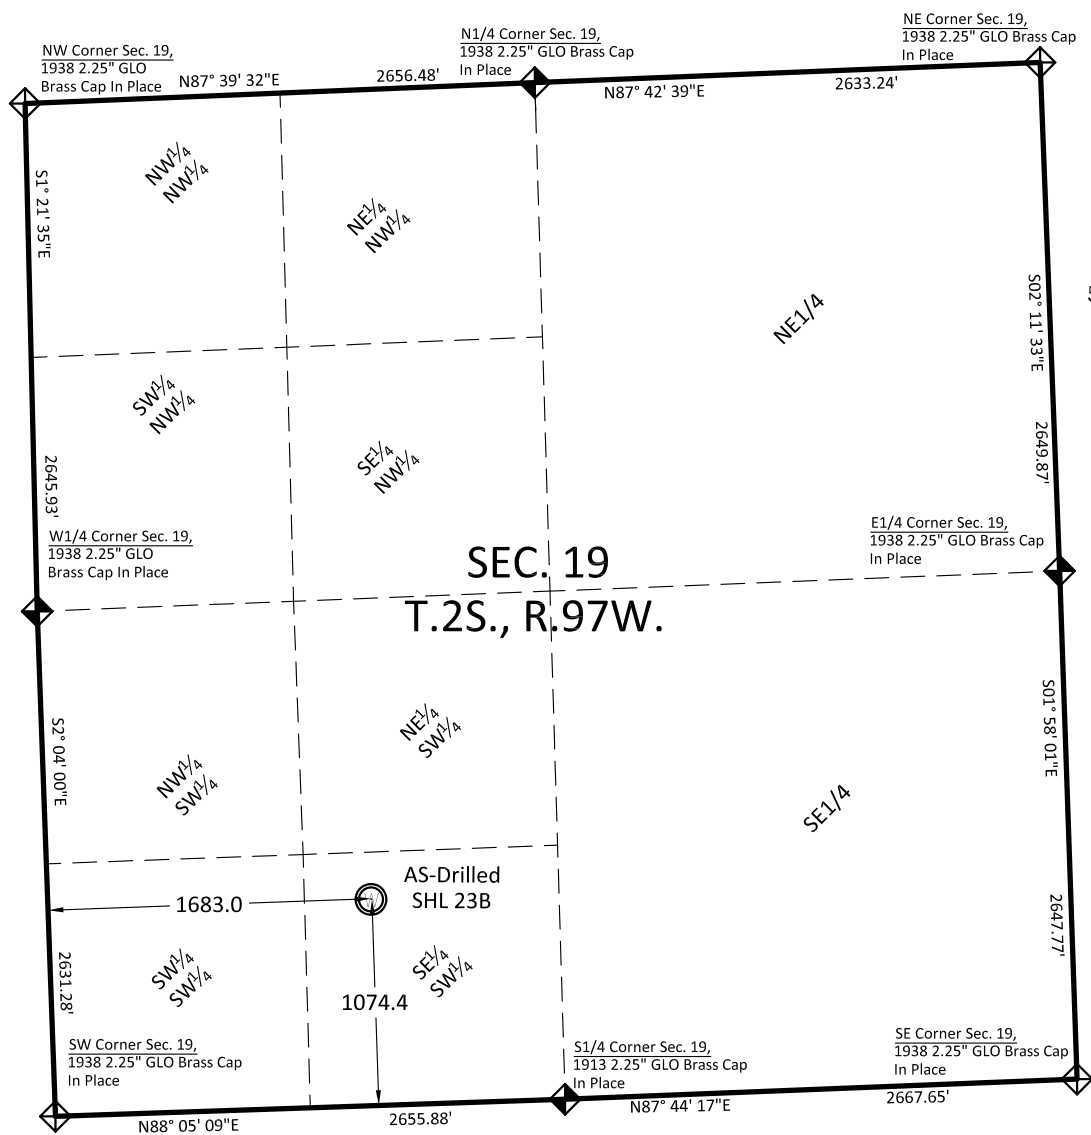 NE Corner Sec. 19,
1938 2.25" GLO Brass Cap
In Place
N1/4 Corner Sec. 19,
1938 2.25" GLO Brass Cap
In Place
NW Corner Sec. 19,
1938 2.25" GLO
Brass Cap In Place
N87° 39' 32"E
2656.48'
N87° 42' 39"E
2633.24'
S1° 21' 35"E
NW1/4
NW1/4
NE1/4
NW1/4
NE1/4
S02° 11' 33"E
SW1/4
NW1/4
SE1/4
NW1/4
2645.93'
2649.87'
W1/4 Corner Sec. 19,
1938 2.25" GLO
Brass Cap In Place
E1/4 Corner Sec. 19,
1938 2.25" GLO Brass Cap
In Place
SEC. 19
T.2S., R.97W.
S2° 04' 00"E
NW1/4
SW1/4
NE1/4
SW1/4
SE1/4
S01° 58' 01"E
AS-Drilled
SHL 23B
1683.0
1074.4
2631.28'
SW1/4
SW1/4
SE1/4
SW1/4
2647.77'
SW Corner Sec. 19,
1938 2.25" GLO Brass Cap
In Place
S1/4 Corner Sec. 19,
1913 2.25" GLO Brass Cap
In Place
SE Corner Sec. 19,
1938 2.25" GLO Brass Cap
In Place
N88° 05' 09"E
2655.88'
N87° 44' 17"E
2667.65'